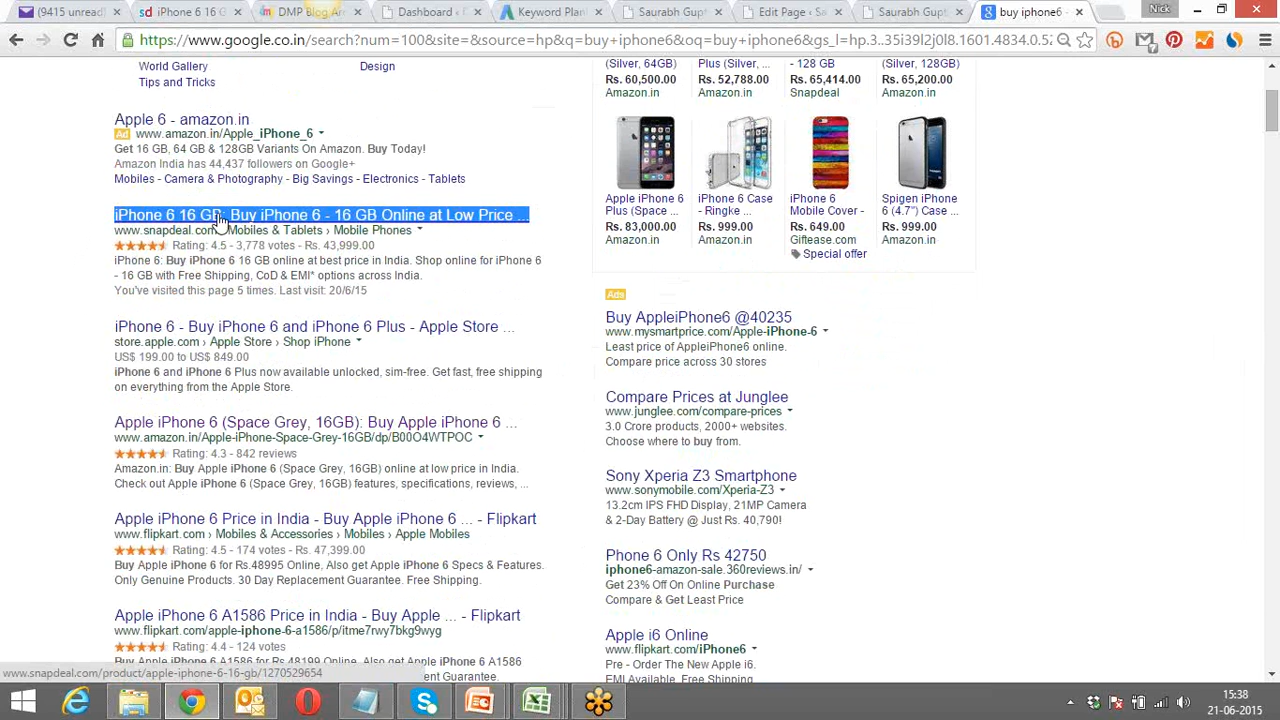 (9415 unread)
iPhone 6 16 G
DMP Blog Ar
Dashboard
Keyword Plan
Saurabh Gupt
Edit Page ‹ Sa
Saurabh Gupt
buy iphone6 -
Nick
https://www.google.co.in/search?num=100&site=&source=hp&q=buy+iphone6&oq=buy+iphone6&gs_l=hp.3..35i39l2j0l8.1601.4834.0.52
World Gallery
Design
Tips and Tricks
Apple 6 - amazon.in
Ad www.amazon.in/Apple_iPhone_6
Get 16 GB, 64 GB & 128GB Variants On Amazon. Buy Today!
Amazon India has 44,437 followers on Google+
Mobiles - Camera & Photography - Big Savings - Electronics - Tablets
iPhone 6 16 GB- Buy iPhone 6 - 16 GB Online at Low Price ...
www.snapdeal.com › Mobiles & Tablets › Mobile Phones
Rating: 4.5 - 3,778 votes - Rs. 43,999.00
iPhone 6: Buy iPhone 6 16 GB online at best price in India. Shop online for iPhone 6
- 16 GB with Free Shipping, CoD & EMI* options across India.
You've visited this page 5 times. Last visit: 20/6/15
iPhone 6 - Buy iPhone 6 and iPhone 6 Plus - Apple Store ...
store.apple.com › Apple Store › Shop iPhone
US$ 199.00 to US$ 849.00
iPhone 6 and iPhone 6 Plus now available unlocked, sim-free. Get fast, free shipping
on everything from the Apple Store.
Apple iPhone 6 (Space Grey, 16GB): Buy Apple iPhone 6 ...
www.amazon.in/Apple-iPhone-Space-Grey-16GB/dp/B00O4WTPOC
Rating: 4.3 - 842 reviews
Amazon.in: Buy Apple iPhone 6 (Space Grey, 16GB) online at low price in India.
Check out Apple iPhone 6 (Space Grey, 16GB) features, specifications, reviews, ...
Apple iPhone 6 Price in India - Buy Apple iPhone 6 ... - Flipkart
www.flipkart.com › Mobiles & Accessories › Mobiles › Apple Mobiles
Rating: 4.5 - 174 votes - Rs. 47,399.00
Buy Apple iPhone 6 for Rs.48995 Online. Also get Apple iPhone 6 Specs & Features.
Only Genuine Products. 30 Day Replacement Guarantee. Free Shipping.
Apple iPhone 6 A1586 Price in India - Buy Apple ... - Flipkart
www.flipkart.com/apple-iphone-6-a1586/p/itme7rwy7bkg9wyg
Rating: 4.4 - 124 votes
Buy Apple iPhone 6 A1586 for Rs.48199 Online. Also get Apple iPhone 6 A1586
ent Guarantee.
www.snapdeal.com/product/apple-iphone-6-16-gb/1270529654
(Silver, 64GB)
Rs. 60,500.00
Amazon.in
Plus (Silver, ...
Rs. 52,788.00
Amazon.in
- 128 GB
Rs. 65,414.00
Snapdeal
(Silver, 128GB)
Rs. 65,200.00
Amazon.in
Apple iPhone 6
Plus (Space ...
Rs. 83,000.00
Amazon.in
iPhone 6 Case
- Ringke ...
Rs. 999.00
Amazon.in
iPhone 6
Mobile Cover -
Rs. 649.00
Giftease.com
Special offer
Spigen iPhone
6 (4.7") Case ...
Rs. 999.00
Amazon.in
Ads
Buy AppleiPhone6 @40235
www.mysmartprice.com/Apple-iPhone-6
Least price of AppleiPhone6 online.
Compare price across 30 stores
Compare Prices at Junglee
www.junglee.com/compare-prices
3.0 Crore products, 2000+ websites.
Choose where to buy from.
Sony Xperia Z3 Smartphone
www.sonymobile.com/Xperia-Z3
13.2cm IPS FHD Display, 21MP Camera
& 2-Day Battery @ Just Rs. 40,790!
Phone 6 Only Rs 42750
iphone6-amazon-sale.360reviews.in/
Get 23% Off On Online Purchase
Compare & Get Least Price
Apple i6 Online
www.flipkart.com/iPhone6
Pre - Order The New Apple i6.
EMI Available. Free Shipping
15:38
21-06-2015